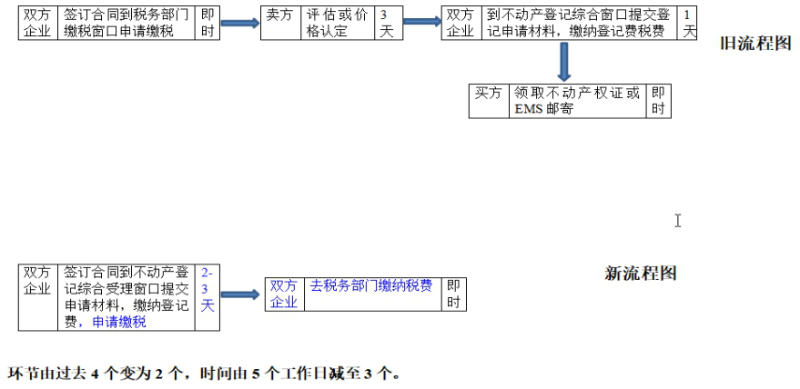 双方企业 签订合同到税务部门缴税窗口申请缴税 即时
卖方 评估或价格认定 3天
双方企业 到不动产登记综合窗口提交登记申请材料，缴纳登记费税费 1天
旧流程图
买方 领取不动产权证或EMS邮寄 即时
新流程图
双方企业 签订合同到不动产登记综合受理窗口提交申请材料，缴纳登记费，申请缴税 2-3天
双方企业 去税务部门缴纳税费 即时
环节由过去4个变为2个，时间由5个工作日减至3个。